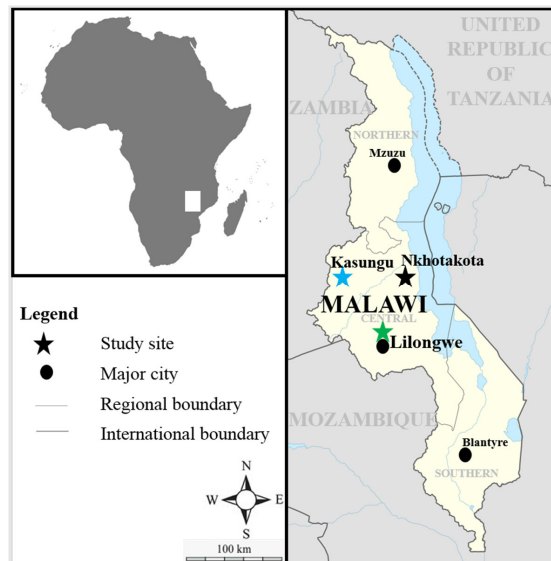 UNITED
REPUBLIC
OF
TANZANIA
ZAMBIA
NORTHERN
Mzuzu
Kasungu
Nkhotakota
MALAWI
CENTRAL
Lilongwe
MOZAMBIQUE
Blantyre
SOUTHERN
Legend
Study site
Major city
Regional boundary
International boundary
N
W
E
S
100 km